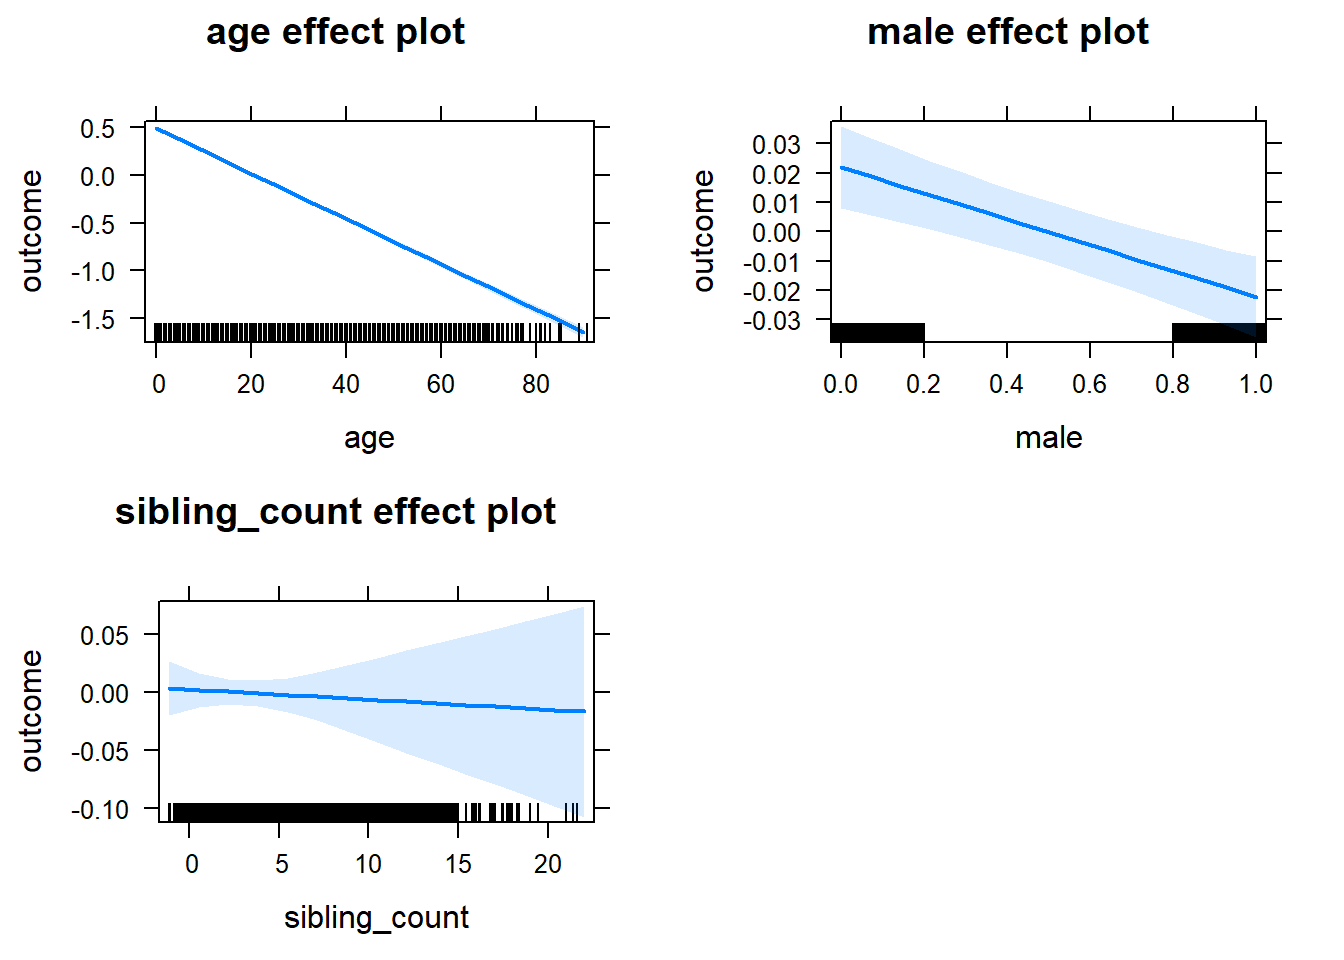 age effect plot
outcome
0.5
0.0
-0.5
-1.0
-1.5
0 20 40 60 80
age
male effect plot
outcome
0.03
0.02
0.01
0.00
-0.01
-0.02
-0.03
0.0 0.2 0.4 0.6 0.8 1.0
male
sibling_count effect plot
outcome
0.05
0.00
-0.05
-0.10
0 5 10 15 20
sibling_count